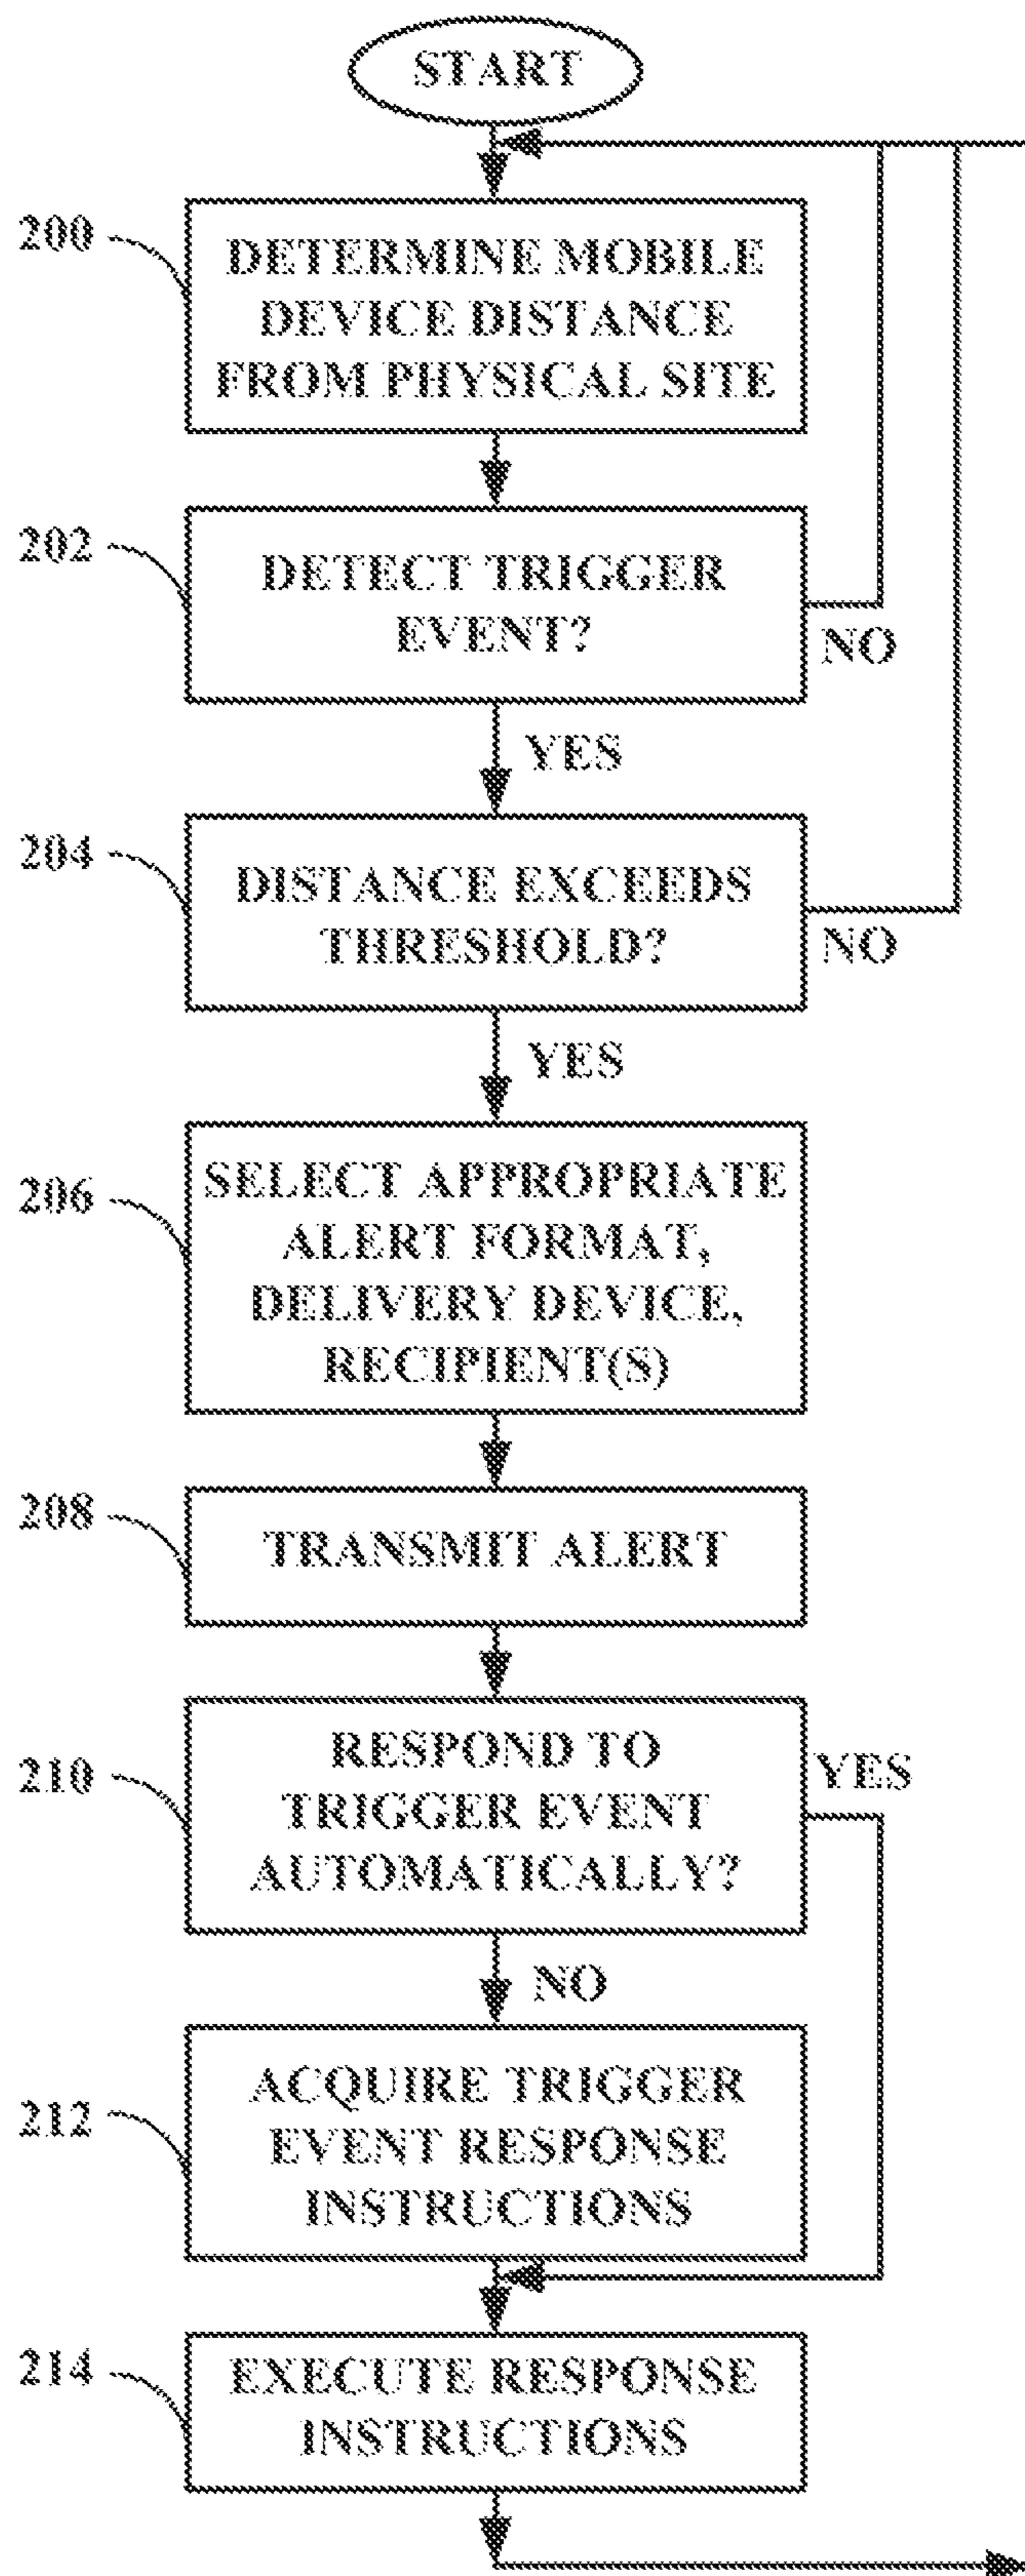 START
200
DETERMINE MOBILE
DEVICE DISTANCE
FROM PHYSICAL SITE
202
DETECT TRIGGER
EVENT?
NO
YES
204
DISTANCE EXCEEDS
THRESHOLD?
NO
YES
206
SELECT APPROPRIATE
ALERT FORMAT,
DELIVERY DEVICE,
RECIPIENT(S)
208
TRANSMIT ALERT
210
RESPOND TO
TRIGGER EVENT
AUTOMATICALLY?
YES
NO
212
ACQUIRE TRIGGER
EVENT RESPONSE
INSTRUCTIONS
214
EXECUTE RESPONSE
INSTRUCTIONS